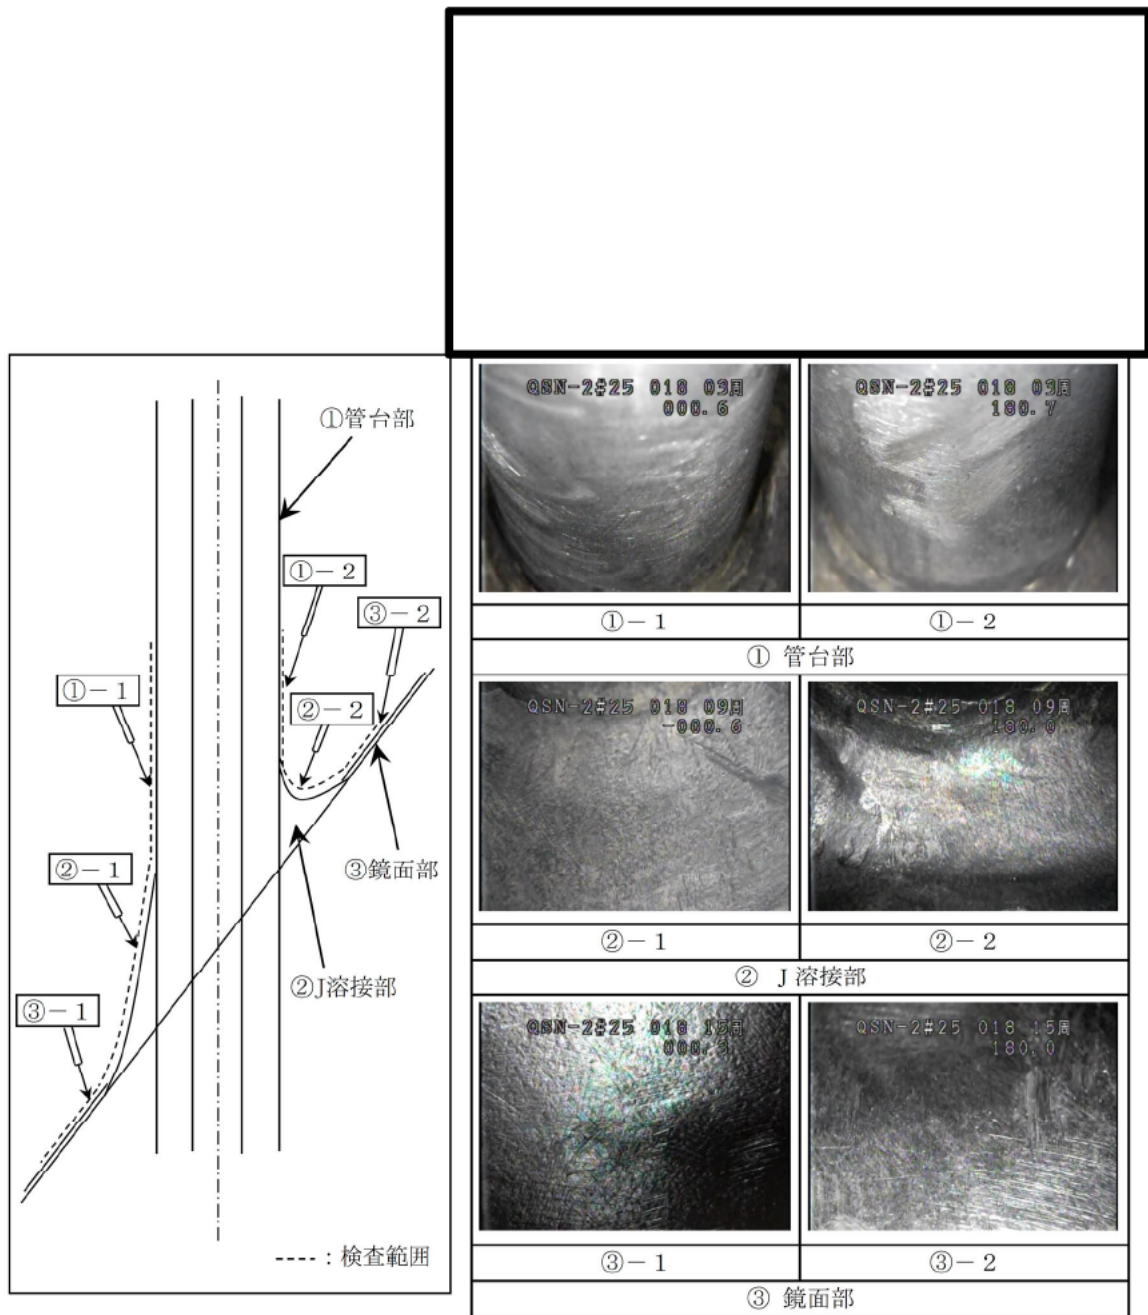 ①管台部
①－２
③－２
①－１
②－２
③鏡面部
②－１
②J溶接部
③－１
----：検査範囲
QSN-2#25 018 03周
000.6
QSN-2#25 018 03周
180.7
①－１
①－２
① 管台部
QSN-2#25 018 09周
-000.6
QSN-2#25 018 09周
180.0
②－１
②－２
② J 溶接部
QSN-2#25 018 15周
000.3
QSN-2#25 018 15周
180.0
③－１
③－２
③ 鏡面部